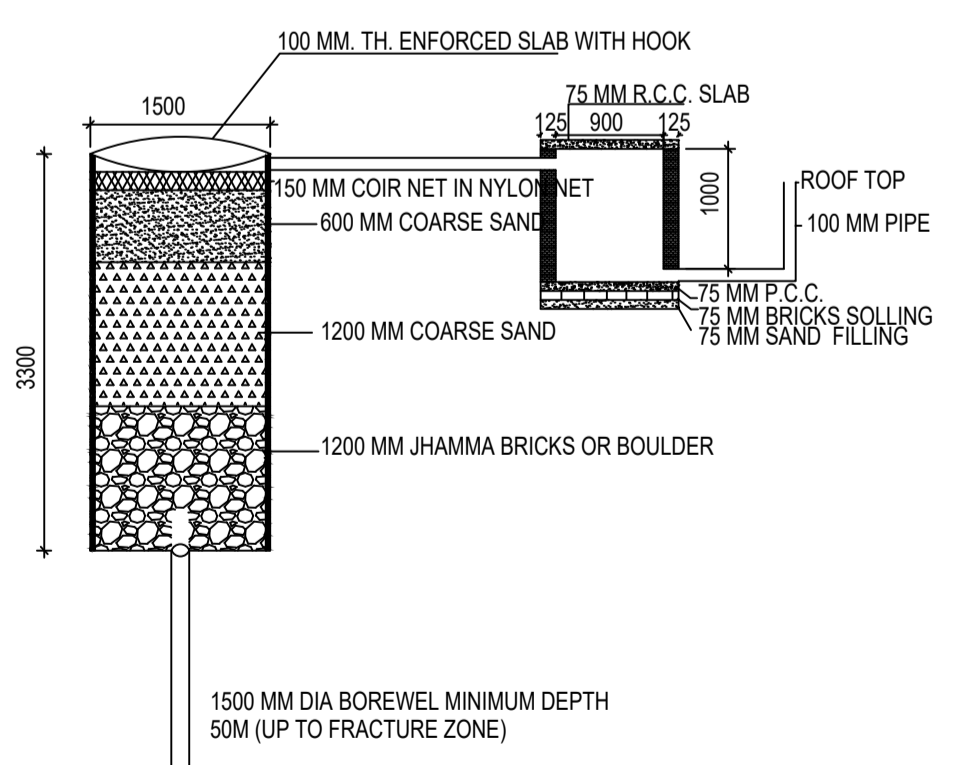 100 MM. TH. ENFORCED SLAB WITH HOOK
75 MM R.C.C. SLAB
1500
125 900 125
150 MM COIR NET IN NYLON NET
ROOF TOP
1000
600 MM COARSE SAND
100 MM PIPE
75 MM P.C.C.
75 MM BRICKS SOLLING
75 MM SAND FILLING
1200 MM COARSE SAND
3300
1200 MM JHAMMA BRICKS OR BOULDER
1500 MM DIA BOREWEL MINIMUM DEPTH
50M (UP TO FRACTURE ZONE)